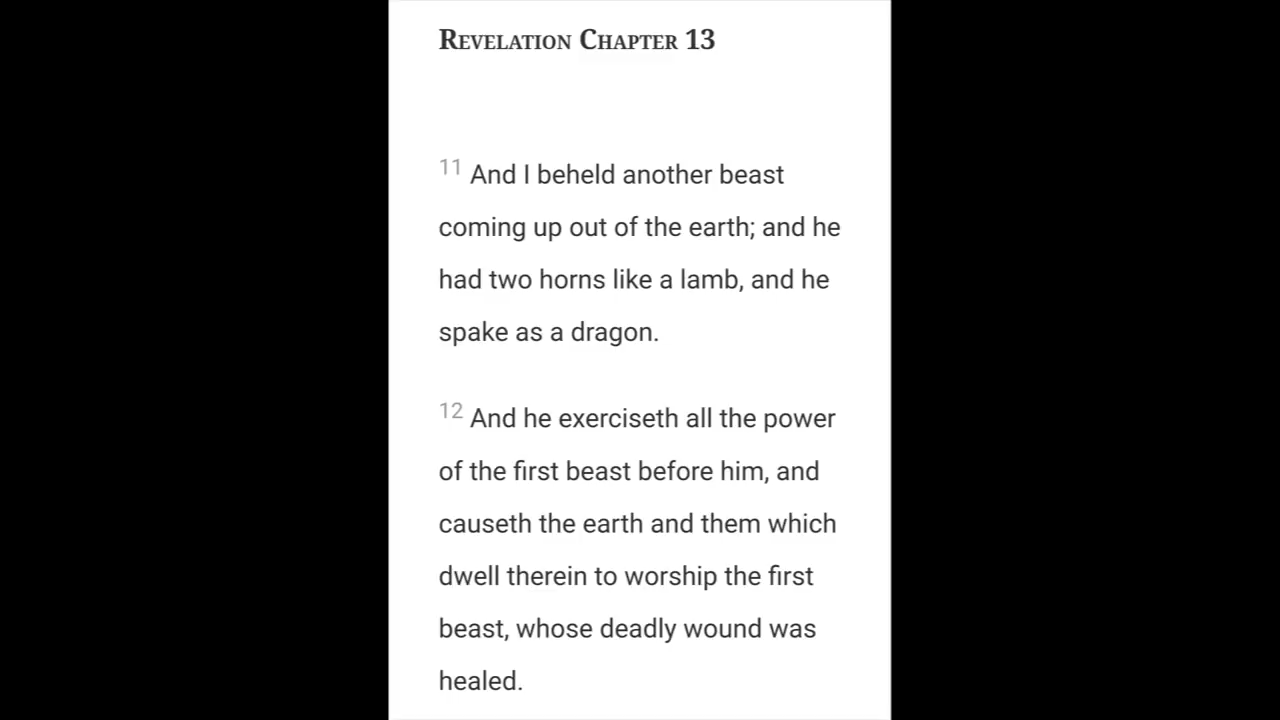 Revelation Chapter 13
11 And I beheld another beast
coming up out of the earth; and he
had two horns like a lamb, and he
spake as a dragon.
12 And he exerciseth all the power
of the first beast before him, and
causeth the earth and them which
dwell therein to worship the first
beast, whose deadly wound was
healed.